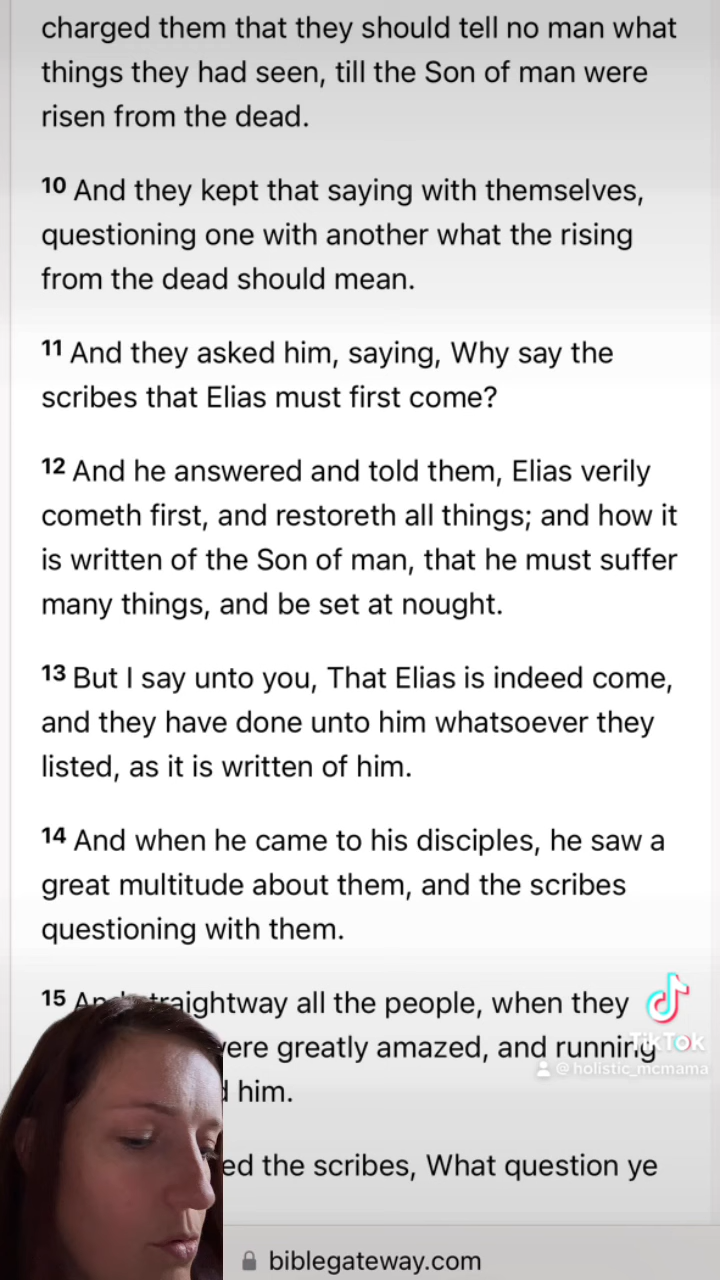 charged them that they should tell no man what
things they had seen, till the Son of man were
risen from the dead.
10 And they kept that saying with themselves,
questioning one with another what the rising
from the dead should mean.
11 And they asked him, saying, Why say the
scribes that Elias must first come?
12 And he answered and told them, Elias verily
cometh first, and restoreth all things; and how it
is written of the Son of man, that he must suffer
many things, and be set at nought.
13 But I say unto you, That Elias is indeed come,
and they have done unto him whatsoever they
listed, as it is written of him.
14 And when he came to his disciples, he saw a
great multitude about them, and the scribes
questioning with them.
15 all the people, when they
greatly amazed, and running
him.
the scribes, What question ye
TikTok
@holistic_mcmama
biblegateway.com